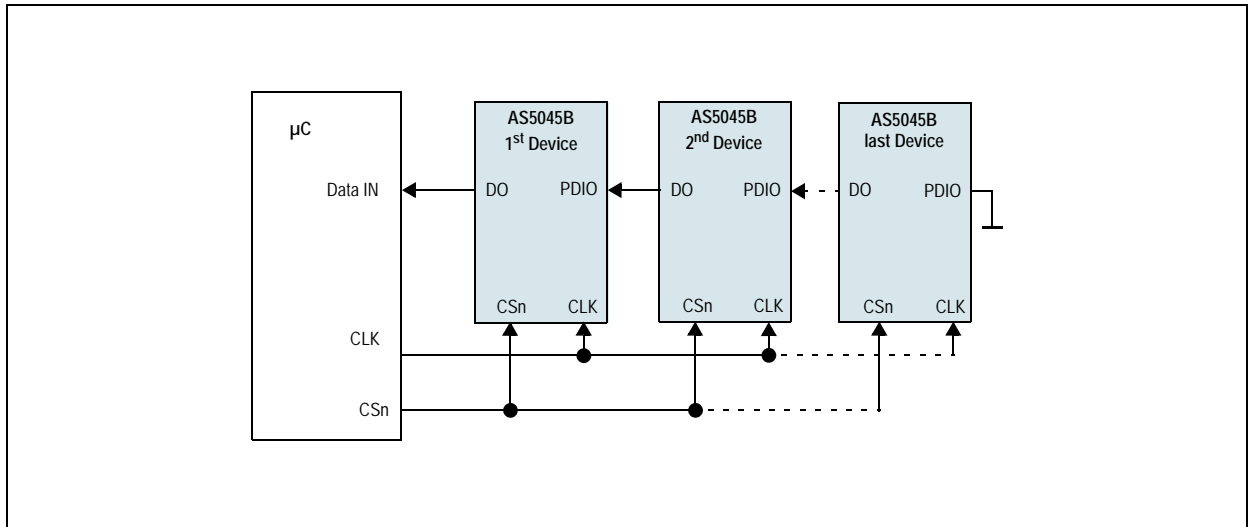 µC
Data IN
CLK
CSn
AS5045B
1st Device
DO
PDIO
CSn
CLK
AS5045B
2nd Device
DO
PDIO
CSn
CLK
AS5045B
last Device
DO
PDIO
CSn
CLK